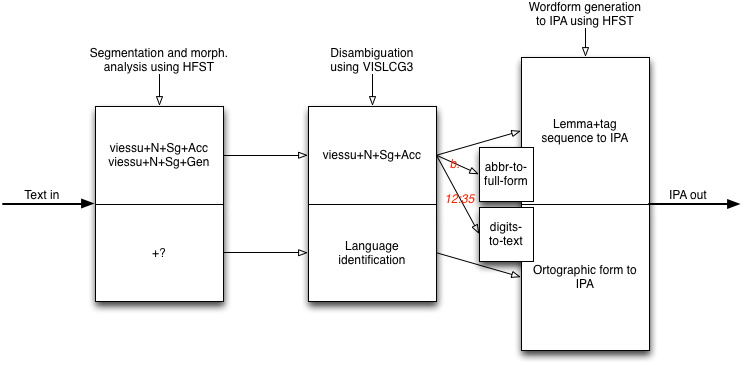 Wordform generation
to IPA using HFST
Segmentation and morph.
analysis using HFST
Disambiguation
using VISLCG3
viessu+N+Sg+Acc
viessu+N+Sg+Gen
viessu+N+Sg+Acc
Lemma+tag
sequence to IPA
b.
abbr-to-
full-form
Text in
12:35
IPA out
digits-
to-text
+?
Language
identification
Ortographic form to
IPA